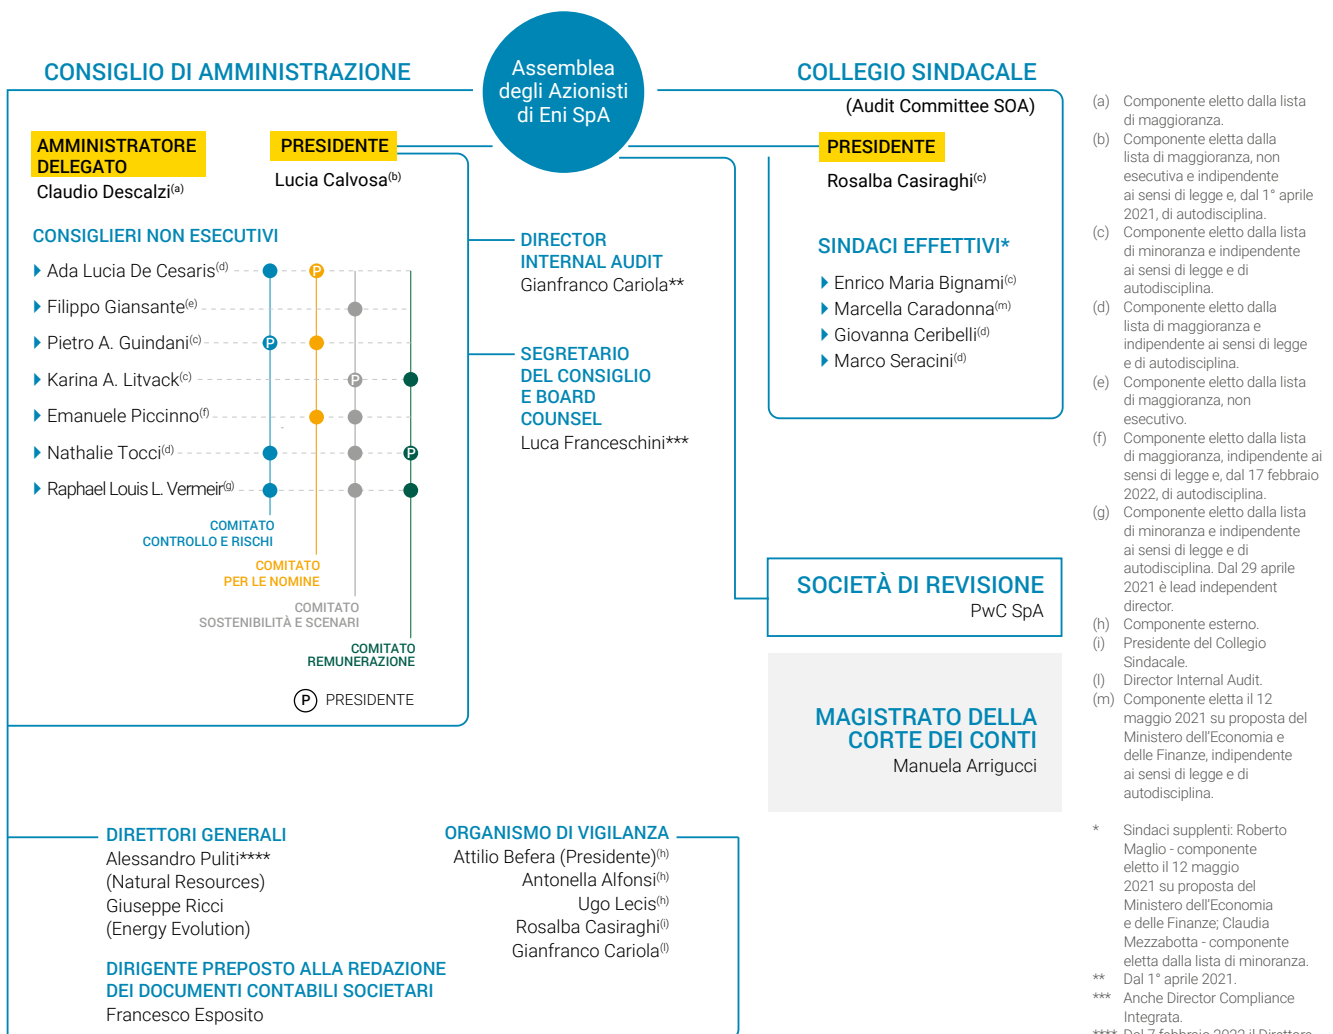 CONSIGLIO DI AMMINISTRAZIONE
Assemblea
degli Azionisti
di Eni SpA
COLLEGIO SINDACALE
(Audit Committee SOA)
AMMINISTRATORE
DELEGATO
Claudio Descalzi(a)
PRESIDENTE
Lucia Calvosa(b)
PRESIDENTE
Rosalba Casiraghi(c)
CONSIGLIERI NON ESECUTIVI
Ada Lucia De Cesaris(d)
P
Filippo Giansante(e)
Pietro A. Guindani(c)
P
Karina A. Litvack(c)
P
Emanuele Piccinno(f)
Nathalie Tocci(d)
P
Raphael Louis L. Vermeir(g)
COMITATO
CONTROLLO E RISCHI
COMITATO
PER LE NOMINE
COMITATO
SOSTENIBILITÀ E SCENARI
COMITATO
REMUNERAZIONE
P PRESIDENTE
DIRECTOR
INTERNAL AUDIT
Gianfranco Cariola**
SEGRETARIO
DEL CONSIGLIO
E BOARD
COUNSEL
Luca Franceschini***
SINDACI EFFETTIVI*
Enrico Maria Bignami(c)
Marcella Caradonna(m)
Giovanna Ceribelli(d)
Marco Seracini(d)
SOCIETÀ DI REVISIONE
PwC SpA
MAGISTRATO DELLA
CORTE DEI CONTI
Manuela Arrigucci
DIRETTORI GENERALI
Alessandro Puliti****
(Natural Resources)
Giuseppe Ricci
(Energy Evolution)
DIRIGENTE PREPOSTO ALLA REDAZIONE
DEI DOCUMENTI CONTABILI SOCIETARI
Francesco Esposito
ORGANISMO DI VIGILANZA
Attilio Befera (Presidente)(h)
Antonella Alfonsi(h)
Ugo Lecis(h)
Rosalba Casiraghi(i)
Gianfranco Cariola(l)
(a) Componente eletto dalla lista
di maggioranza.
(b) Componente eletta dalla
lista di maggioranza, non
esecutiva e indipendente
ai sensi di legge e, dal 1° aprile
2021, di autodisciplina.
(c) Componente eletto dalla lista
di minoranza e indipendente
ai sensi di legge e di
autodisciplina.
(d) Componente eletto dalla
lista di maggioranza e
indipendente ai sensi di legge
e di autodisciplina.
(e) Componente eletto dalla lista
di maggioranza, non
esecutivo.
(f) Componente eletto dalla lista
di maggioranza, indipendente ai
sensi di legge e, dal 17 febbraio
2022, di autodisciplina.
(g) Componente eletto dalla lista
di minoranza e indipendente
ai sensi di legge e di
autodisciplina. Dal 29 aprile
2021 è lead independent
director.
(h) Componente esterno.
(i) Presidente del Collegio
Sindacale.
(l) Director Internal Audit.
(m) Componente eletta il 12
maggio 2021 su proposta del
Ministero dell'Economia e
delle Finanze, indipendente
ai sensi di legge e di
autodisciplina.
* Sindaci supplenti: Roberto
Maglio - componente
eletto il 12 maggio
2021 su proposta del
Ministero dell'Economia
e delle Finanze; Claudia
Mezzabotta - componente
eletta dalla lista di minoranza.
** Dal 1° aprile 2021.
*** Anche Director Compliance
Integrata.
**** Dal 7 febbraio 2022 il Direttore